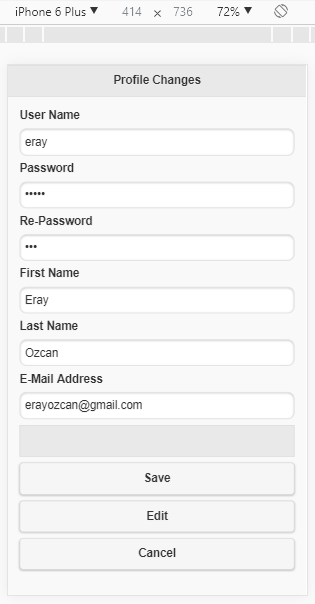 iPhone 6 Plus ▼ 414 × 736 72% ▼
Profile Changes
User Name
eray
Password
•••••
Re-Password
•••
First Name
Eray
Last Name
Ozcan
E-Mail Address
erayozcan@gmail.com
Save
Edit
Cancel